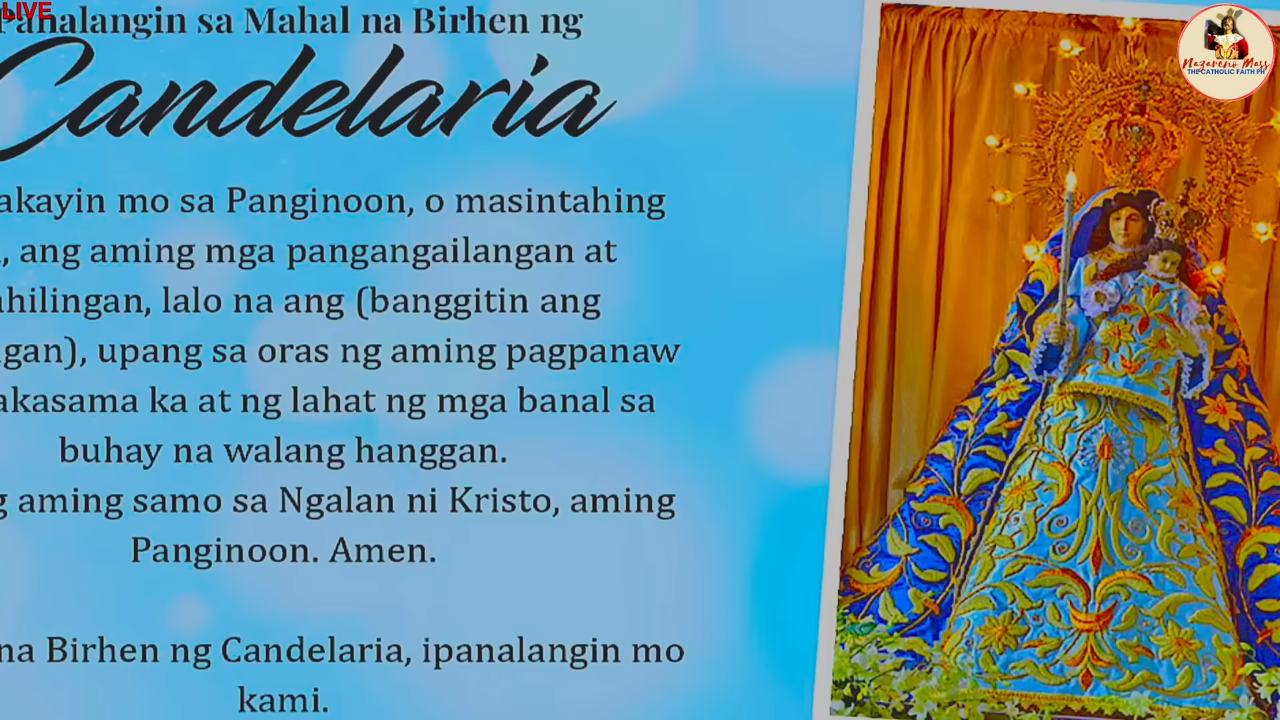 LIVE
Panalangin sa Mahal na Birhen ng
Candelaria
akayin mo sa Panginoon, o masintahing
, ang aming mga pangangailangan at
hilingan, lalo na ang (banggitin ang
gan), upang sa oras ng aming pagpanaw
akasama ka at ng lahat ng mga banal sa
buhay na walang hanggan.
g aming samo sa Ngalan ni Kristo, aming
Panginoon. Amen.
na Birhen ng Candelaria, ipanalangin mo
kami.
Nazareno Mass
THE CATHOLIC FAITH PH